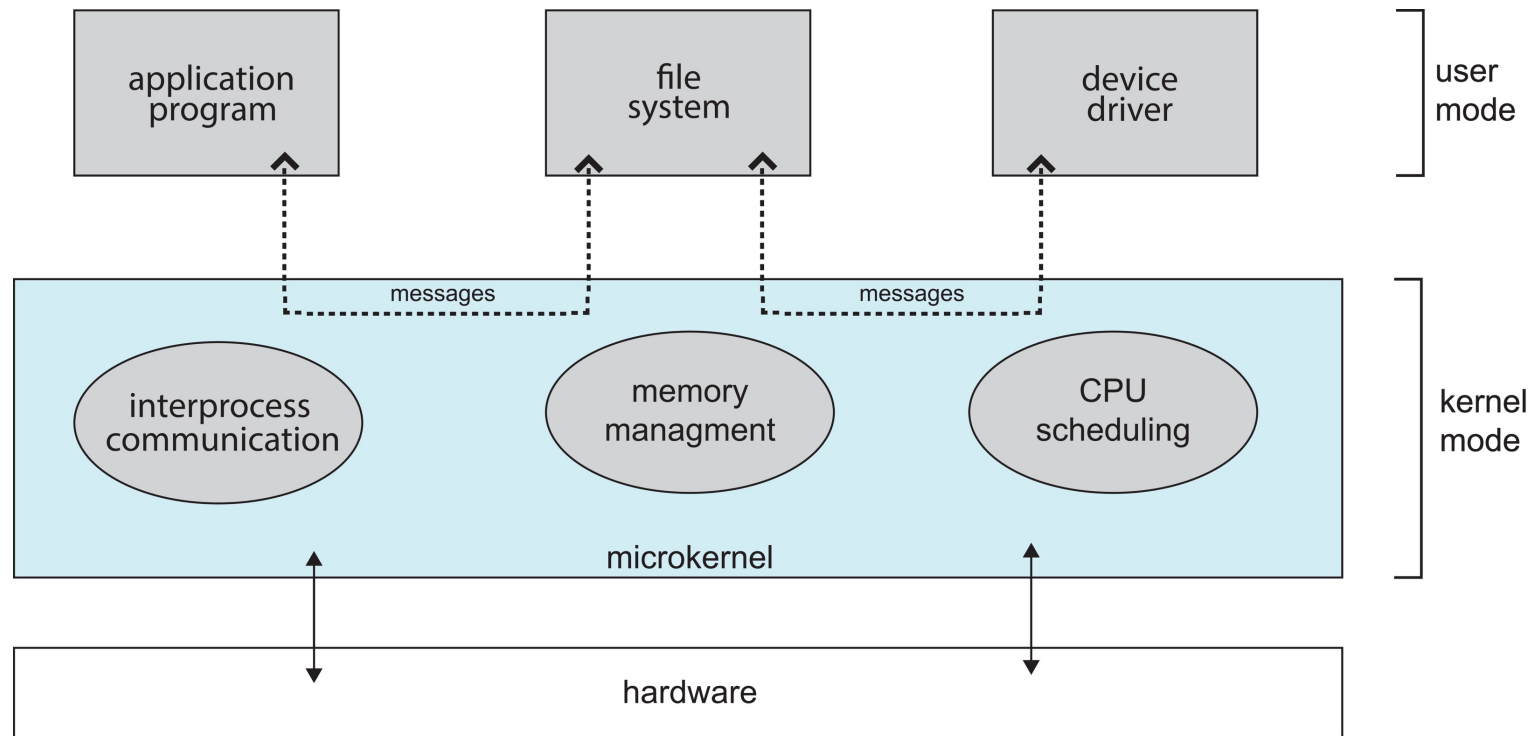 application
program
file
system
device
driver
user
mode
messages
messages
interprocess
communication
memory
managment
CPU
scheduling
kernel
mode
microkernel
hardware